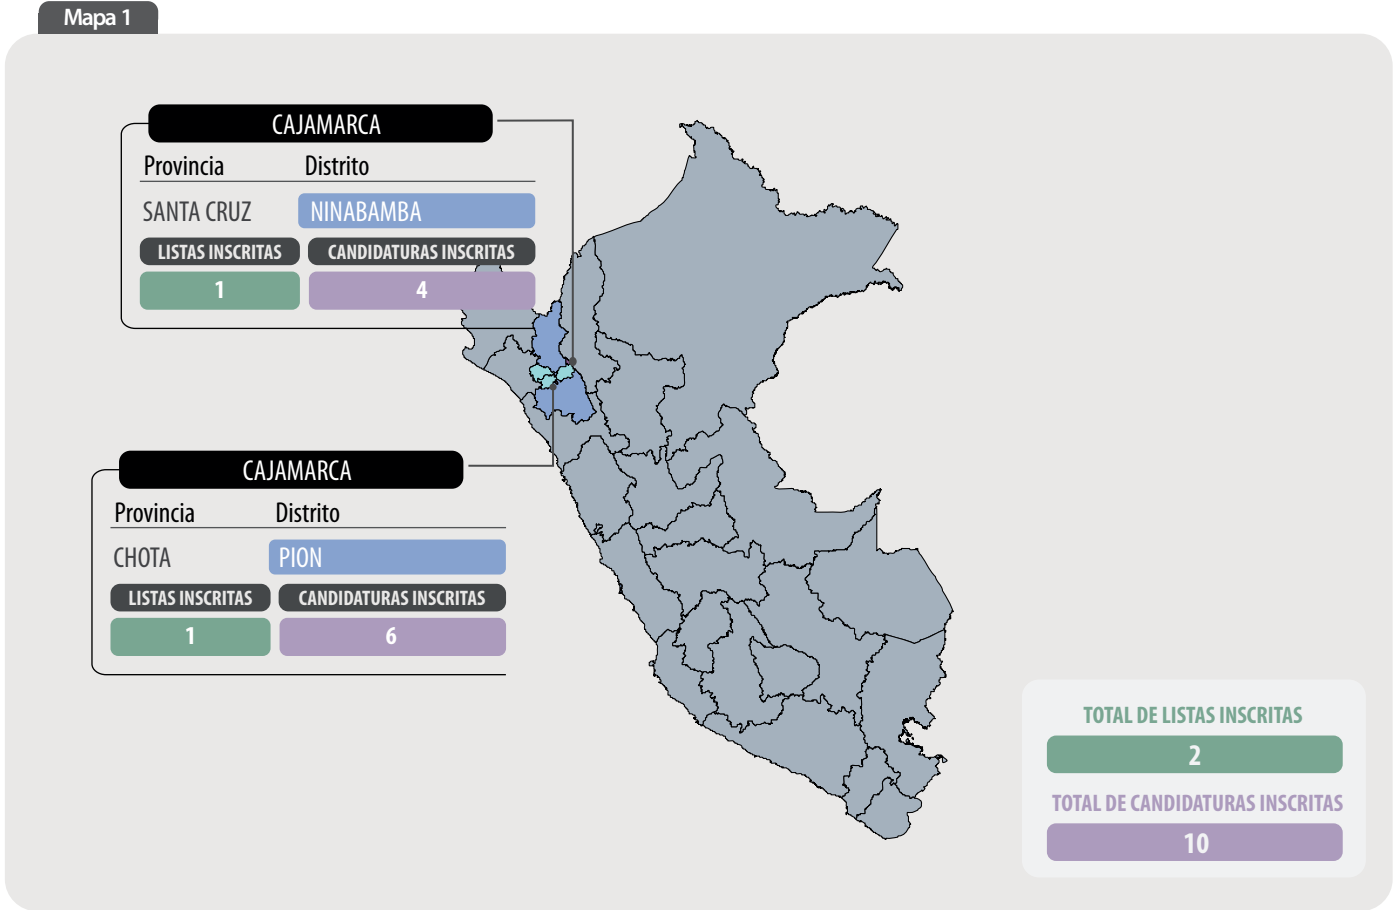 Mapa 1
CAJAMARCA
Provincia Distrito
SANTA CRUZ NINABAMBA
LISTAS INSCRITAS CANDIDATURAS INSCRITAS
1 4
CAJAMARCA
Provincia Distrito
CHOTA PION
LISTAS INSCRITAS CANDIDATURAS INSCRITAS
1 6
TOTAL DE LISTAS INSCRITAS
2
TOTAL DE CANDIDATURAS INSCRITAS
10